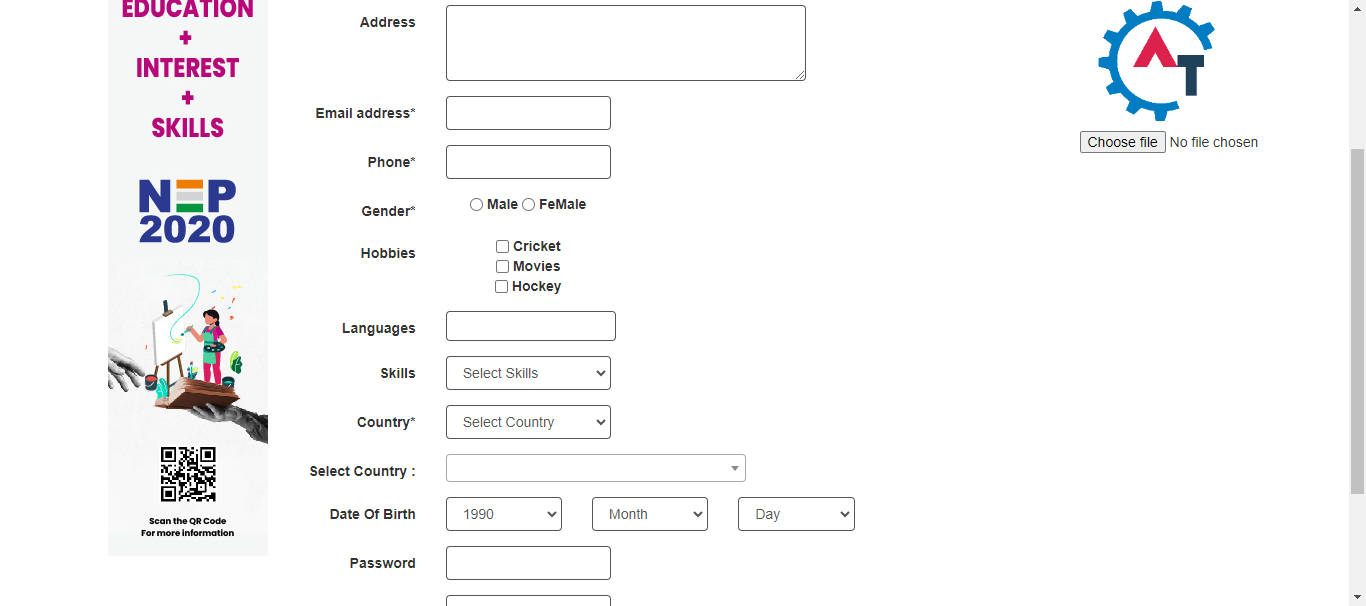 EDUCATION
+
INTEREST
+
SKILLS
NEP
2020
Scan the QR Code
For more information
Address
Email address*
Phone*
Gender* Male FeMale
Hobbies Cricket
Movies
Hockey
Languages
Skills Select Skills
Country* Select Country
Select Country :
Date Of Birth 1990 Month Day
Password
AT
Choose file No file chosen